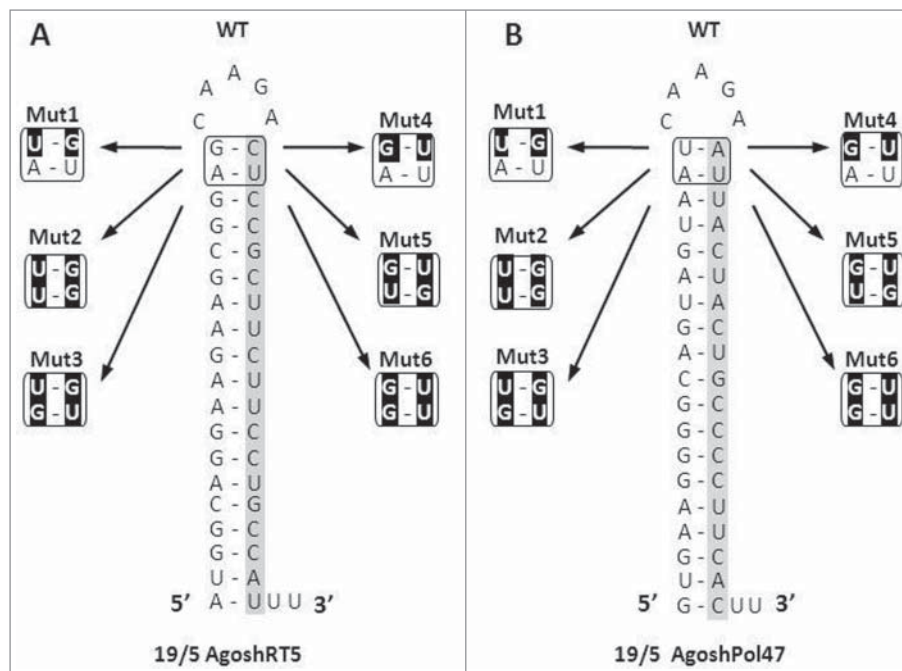 A
WT
A
A G
C A
Mut1
U - G
A - U
Mut2
U - G
U - G
Mut3
U - G
G - U
Mut4
G - U
A - U
Mut5
G - U
U - G
Mut6
G - U
G - U
G - C
A - U
G - C
G - C
C - G
G - C
A - U
A - U
G - C
A - U
A - U
G - C
G - C
A - U
C - G
G - C
G - C
U - A
5' A - U U U 3'
19/5 AgoshRT5
B
WT
A
A G
C A
Mut1
U - G
A - U
Mut2
U - G
U - G
Mut3
U - G
G - U
Mut4
G - U
A - U
Mut5
G - U
U - G
Mut6
G - U
G - U
U - A
A - U
A - U
U - A
G - C
A - U
U - A
G - C
A - U
C - G
G - C
G - C
G - C
G - C
A - U
A - U
G - C
U - A
5' G - C U U 3'
19/5 AgoshPol47